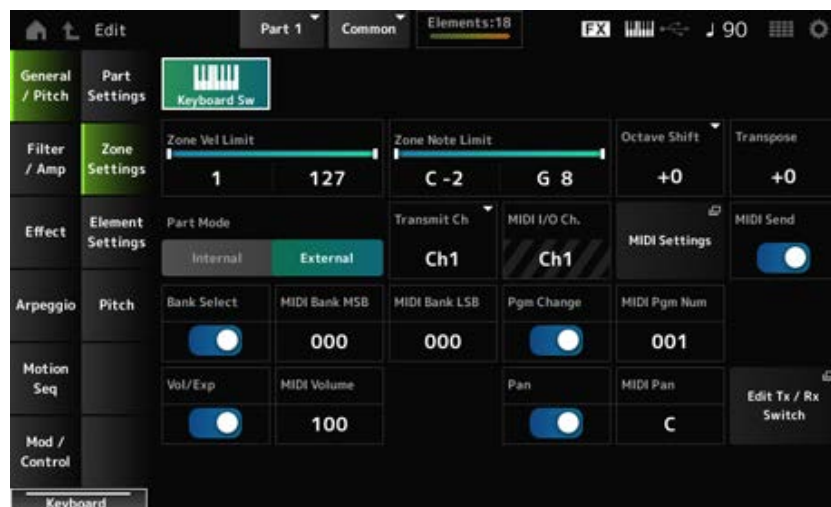 Edit
Part 1
Common
Elements:18
FX
♩ 90
General
/ Pitch
Part
Settings
Keyboard Sw
Filter
/ Amp
Zone
Settings
Zone Vel Limit
1
127
Zone Note Limit
C -2
G 8
Octave Shift
+0
Transpose
+0
Effect
Element
Settings
Part Mode
Internal
External
Transmit Ch
Ch1
MIDI I/O Ch.
Ch1
MIDI Settings
MIDI Send
Arpeggio
Pitch
Bank Select
MIDI Bank MSB
000
MIDI Bank LSB
000
Pgm Change
MIDI Pgm Num
001
Motion
Seq
Vol/Exp
MIDI Volume
100
Pan
MIDI Pan
C
Edit Tx / Rx
Switch
Mod /
Control
Keyboard